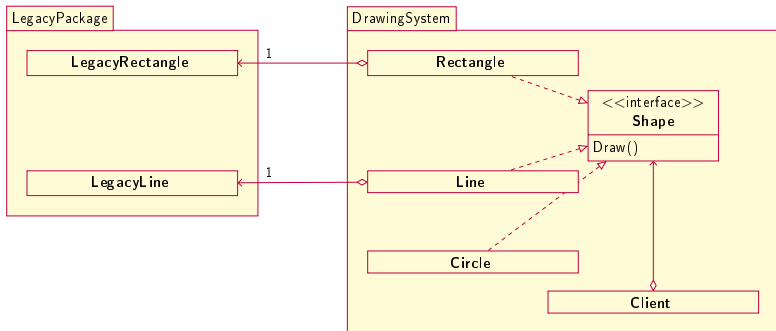 LegacyPackage
DrawingSystem
LegacyRectangle
1
Rectangle
<<interface>>
Shape
Draw()
LegacyLine
1
Line
Circle
Client